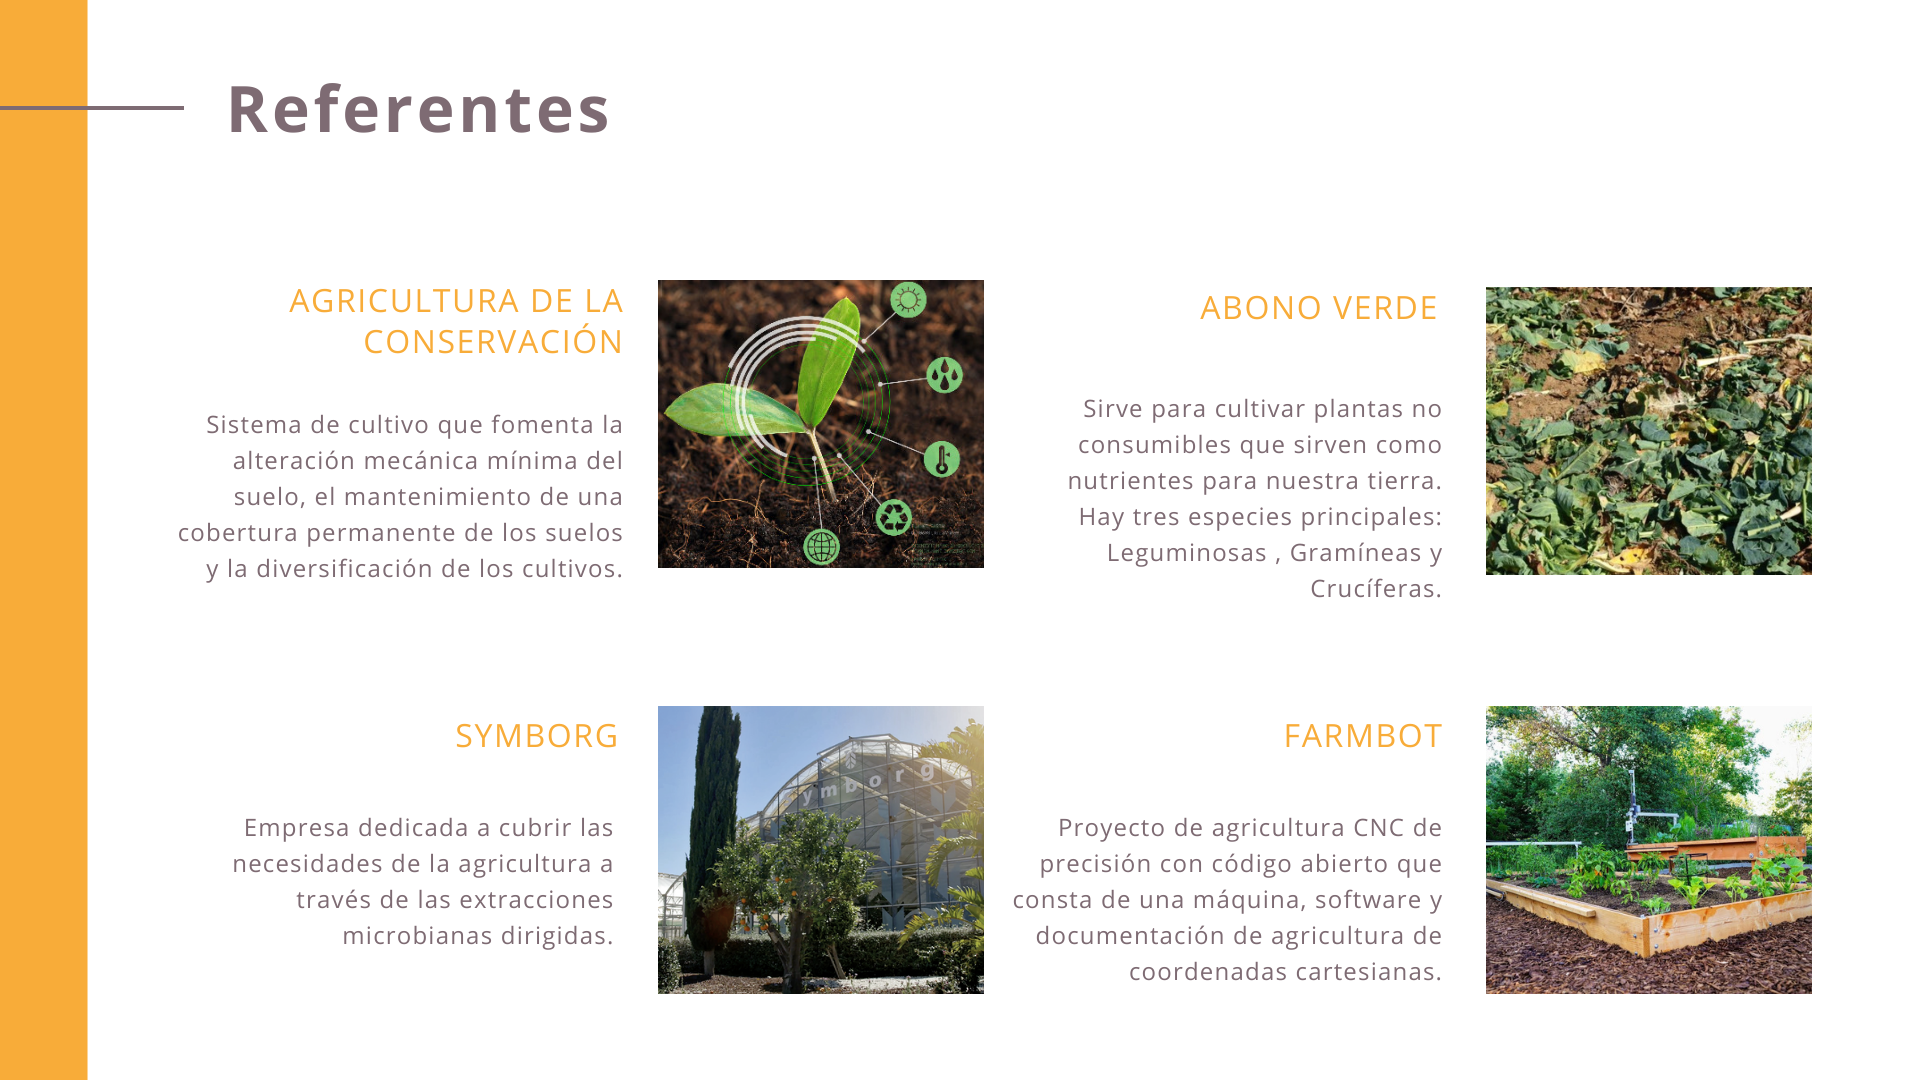 Referentes
AGRICULTURA DE LA
CONSERVACIÓN
Sistema de cultivo que fomenta la
alteración mecánica mínima del
suelo, el mantenimiento de una
cobertura permanente de los suelos
y la diversificación de los cultivos.
ABONO VERDE
Sirve para cultivar plantas no
consumibles que sirven como
nutrientes para nuestra tierra.
Hay tres especies principales:
Leguminosas , Gramíneas y
Crucíferas.
SYMBORG
Empresa dedicada a cubrir las
necesidades de la agricultura a
través de las extracciones
microbianas dirigidas.
symborg
FARMBOT
Proyecto de agricultura CNC de
precisión con código abierto que
consta de una máquina, software y
documentación de agricultura de
coordenadas cartesianas.